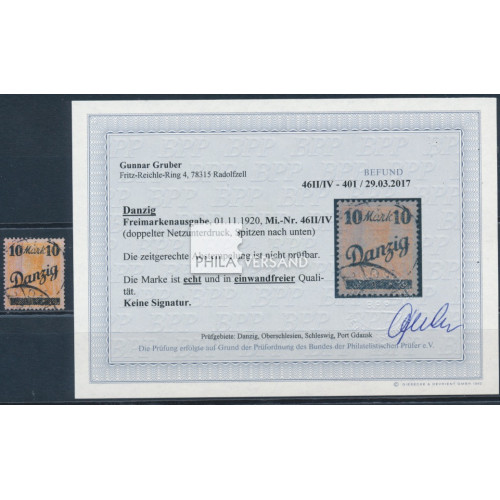 Gunnar Gruber
Fritz-Reichle-Ring 4, 78315 Radolfzell
BEFUND
46II/IV - 401 / 29.03.2017
Danzig
Freimarkenausgabe, 01.11.1920, Mi.-Nr. 46II/IV
(doppelter Netzunterdruck, Spitzen nach unten)
Die zeitgerechte Abstempelung ist nicht prüfbar.
PHILA VERSAND
Die Marke ist echt und in einwandfreier Quali-
tät.
Keine Signatur.
10 Mark 10
Danzig
10 Mark 10
Danzig
Prüfgebiete: Danzig, Oberschlesien, Schleswig, Port Gdansk
Die Prüfung erfolgte auf Grund der Prüfordnung des Bundes der Philatelistischen Prüfer e.V.